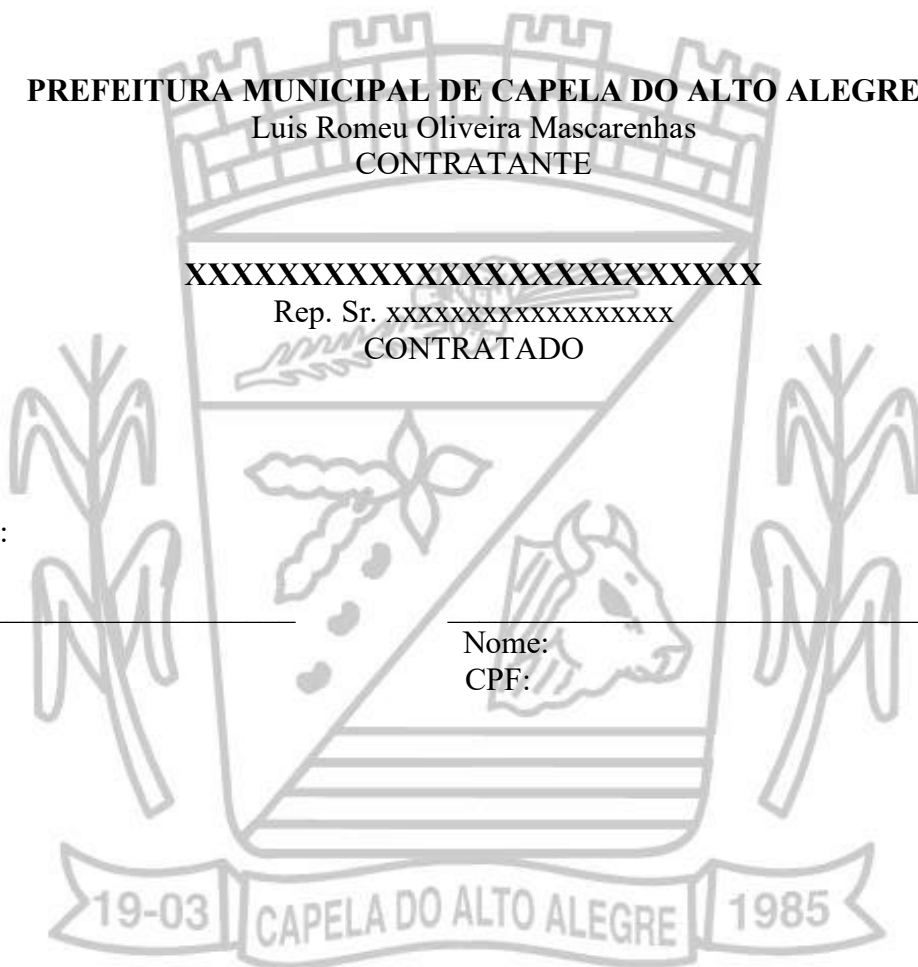 PREFEITURA MUNICIPAL DE CAPELA DO ALTO ALEGRE
Luis Romeu Oliveira Mascarenhas
CONTRATANTE
XXXXXXXXXXXXXXXXXXXXXXXXX
Rep. Sr. xxxxxxxxxxxxxxxxxx
CONTRATADO
:
Nome:
CPF:
19-03 CAPELA DO ALTO ALEGRE 1985